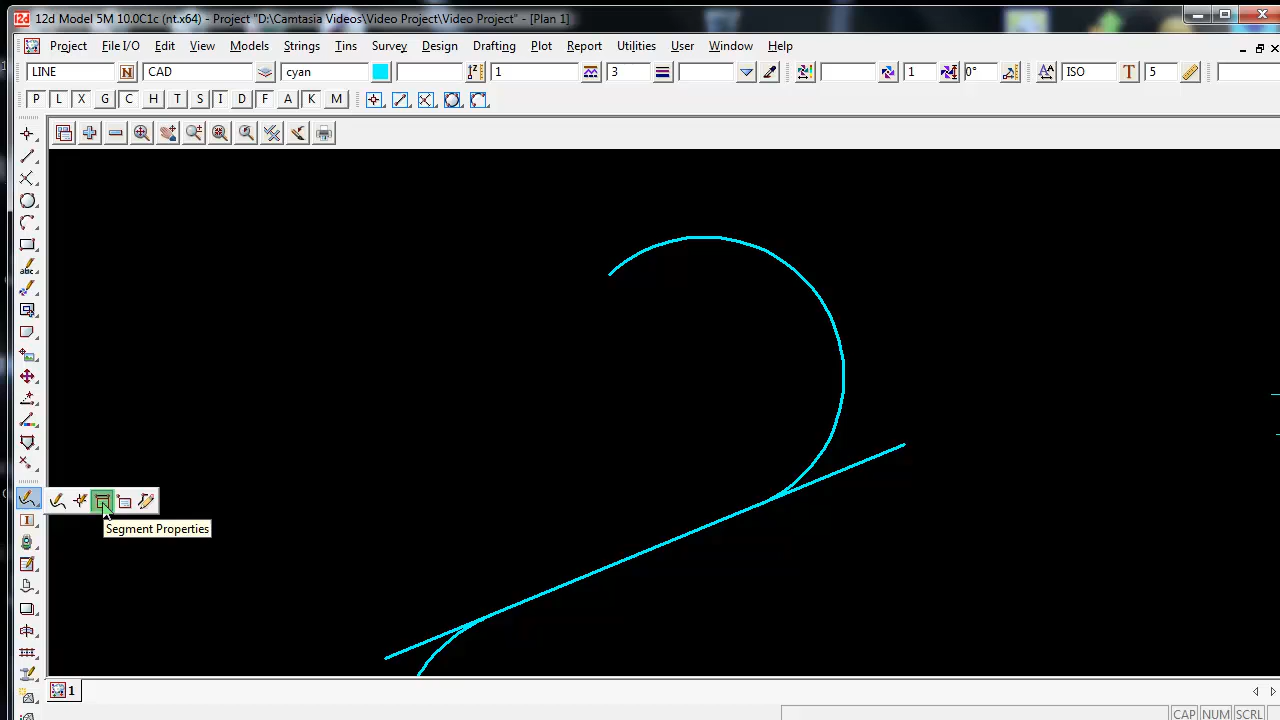 12d Model 5M 10.0C1c (nt.x64) - Project "D:\Camtasia Videos\Video Project\Video Project" - [Plan 1]
Project File I/O Edit View Models Strings Tins Survey Design Drafting Plot Report Utilities User Window Help
LINE N CAD cyan 1 3 1 0° ISO T 5
P L X G C H T S I D F A K M
abc
Segment Properties
1
CAP NUM SCRL